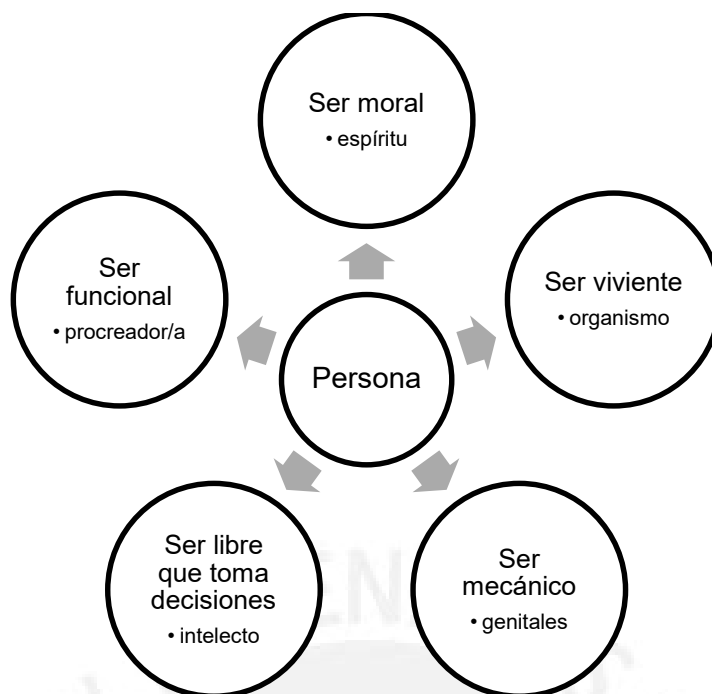 Ser moral
• espíritu
Ser viviente
• organismo
Ser
mecánico
• genitales
Ser libre
que toma
decisiones
• intelecto
Ser
funcional
• procreador/a
Persona